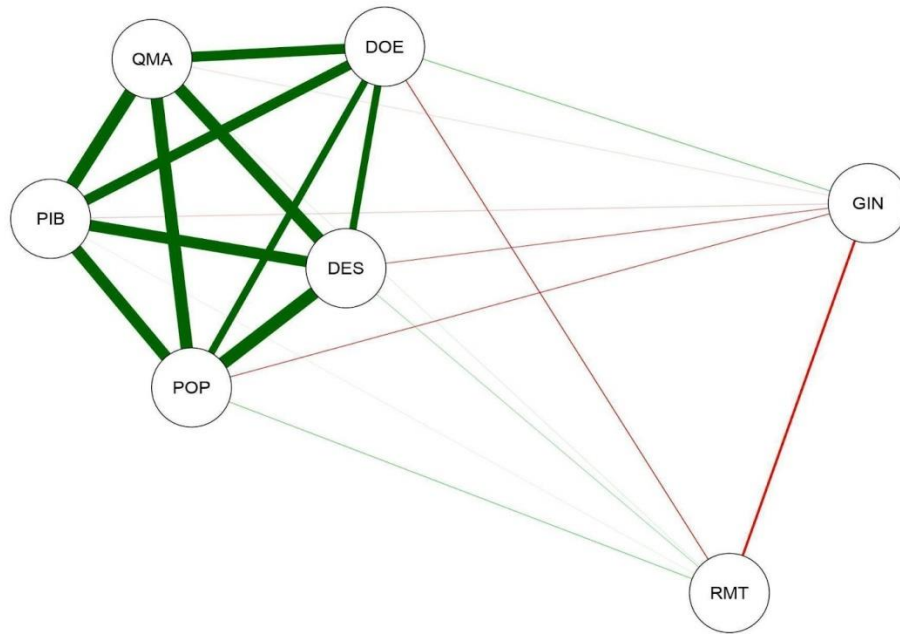 DOE
QMA
GIN
PIB
DES
POP
RMT